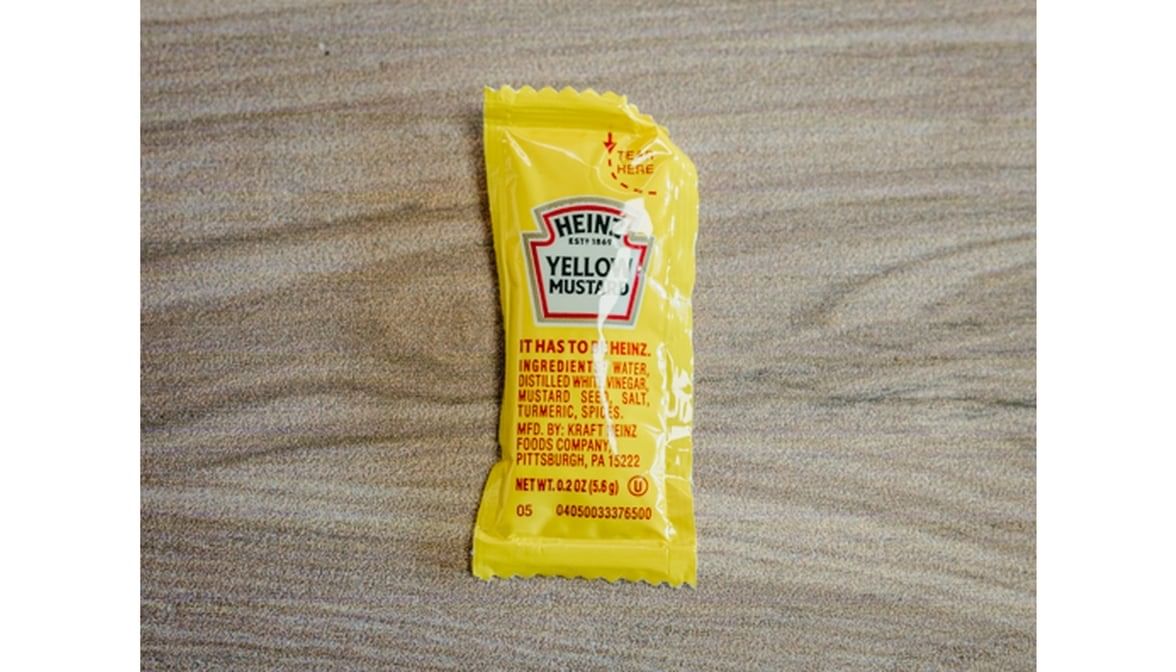 TEAR
HERE
HEINZ
ESTD 1869
YELLOW
MUSTARD
IT HAS TO BE HEINZ.
INGREDIENTS: WATER,
DISTILLED WHITE VINEGAR,
MUSTARD SEED, SALT,
TURMERIC, SPICES.
MFD. BY: KRAFT HEINZ
FOODS COMPANY,
PITTSBURGH, PA 15222
NET WT. 0.2 OZ (5.6 g) U
05 04050033376500